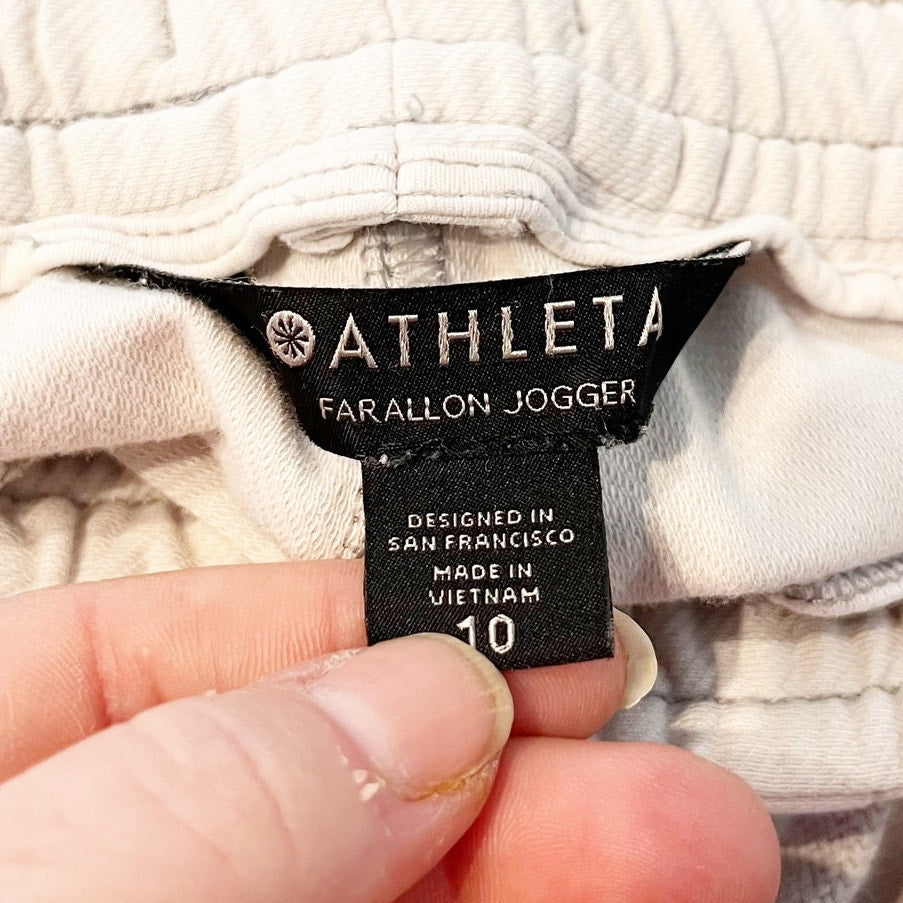 ATHLETA
FARALLON JOGGER
DESIGNED IN
SAN FRANCISCO
MADE IN
VIETNAM
10